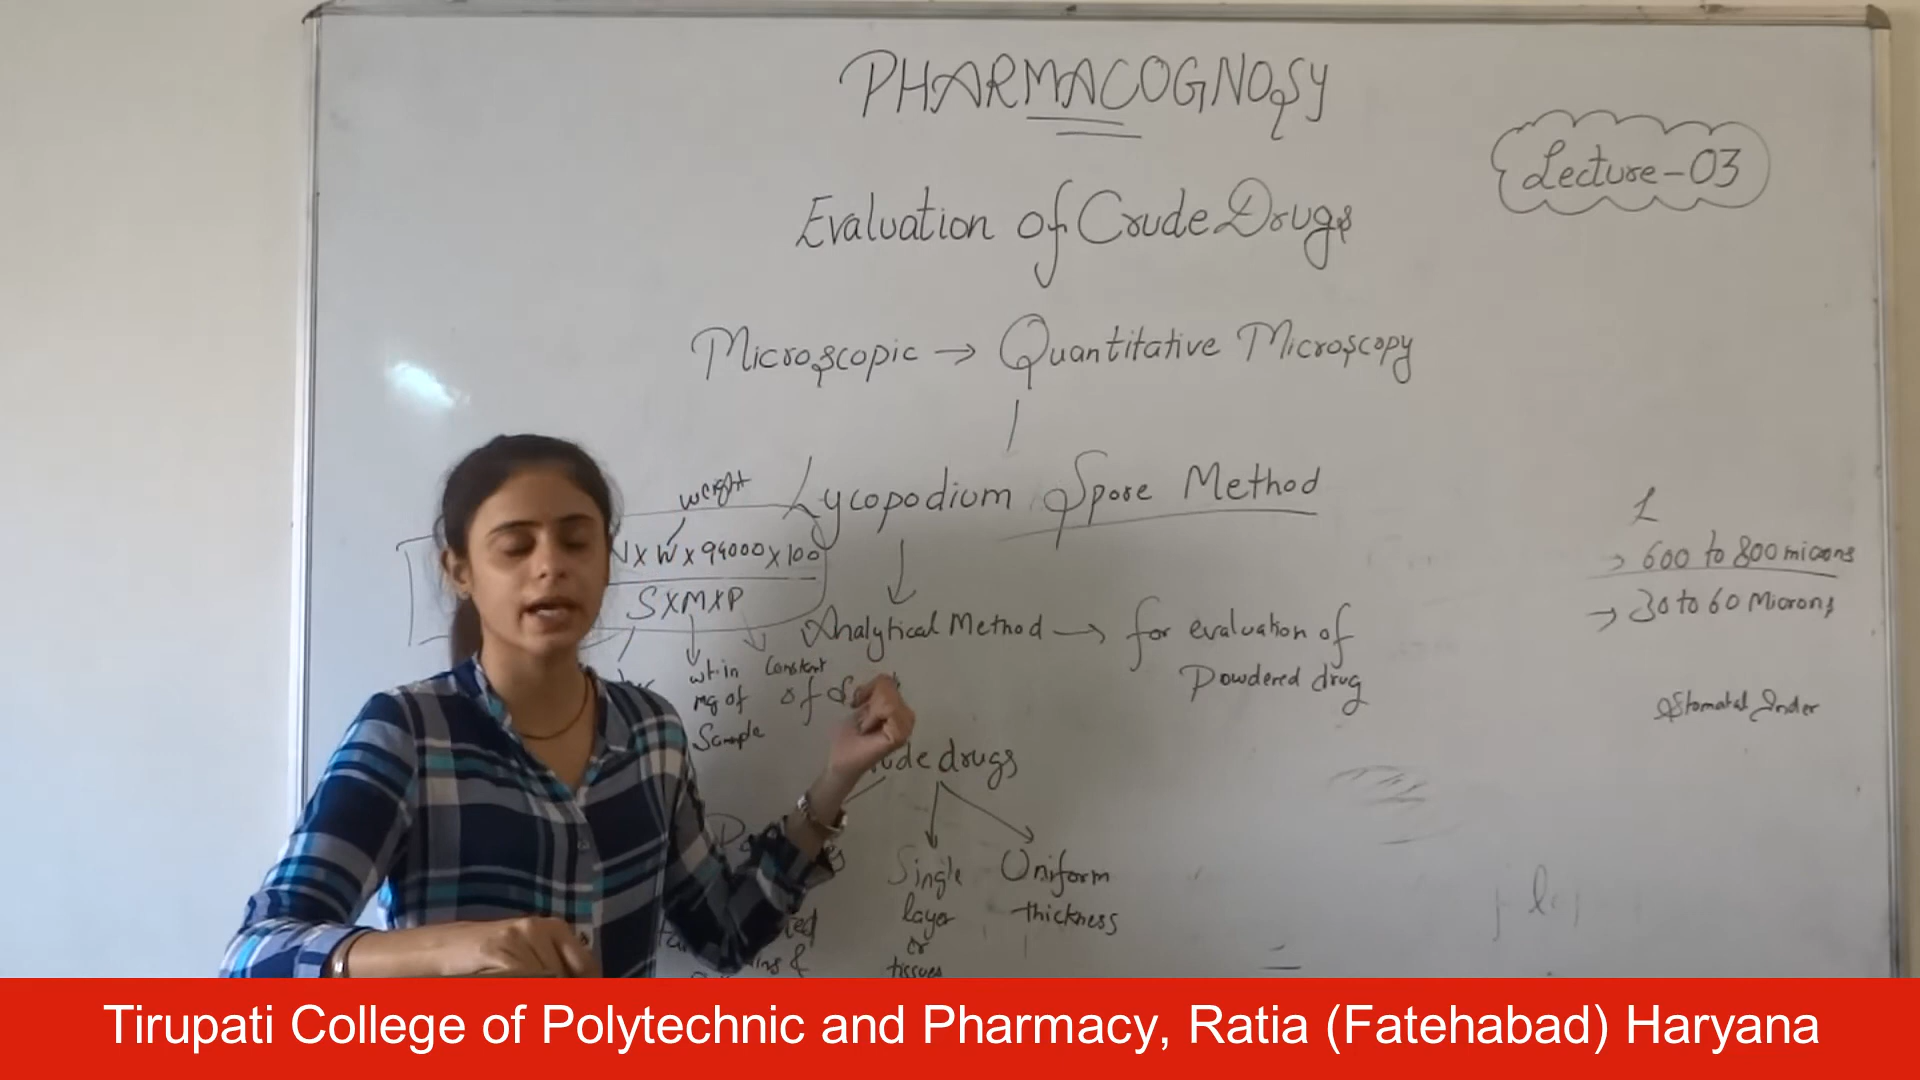 PHARMACOGNOSY
Lecture-03
Evaluation of Crude Drugs
Microscopic → Quantitative Microscopy
Lycopodium Spore Method
weight
N X W x 94000 x 100
S X M X P
wt. in
mg of
Sample
Constant
Analytical Method → for evaluation of
Powdered drug
of
drugs
Single
layer
or
tissues
Uniform
thickness
L
→ 600 to 800 microns
→ 30 to 60 Microns
Stomatal Index
Tirupati College of Polytechnic and Pharmacy, Ratia (Fatehabad) Haryana